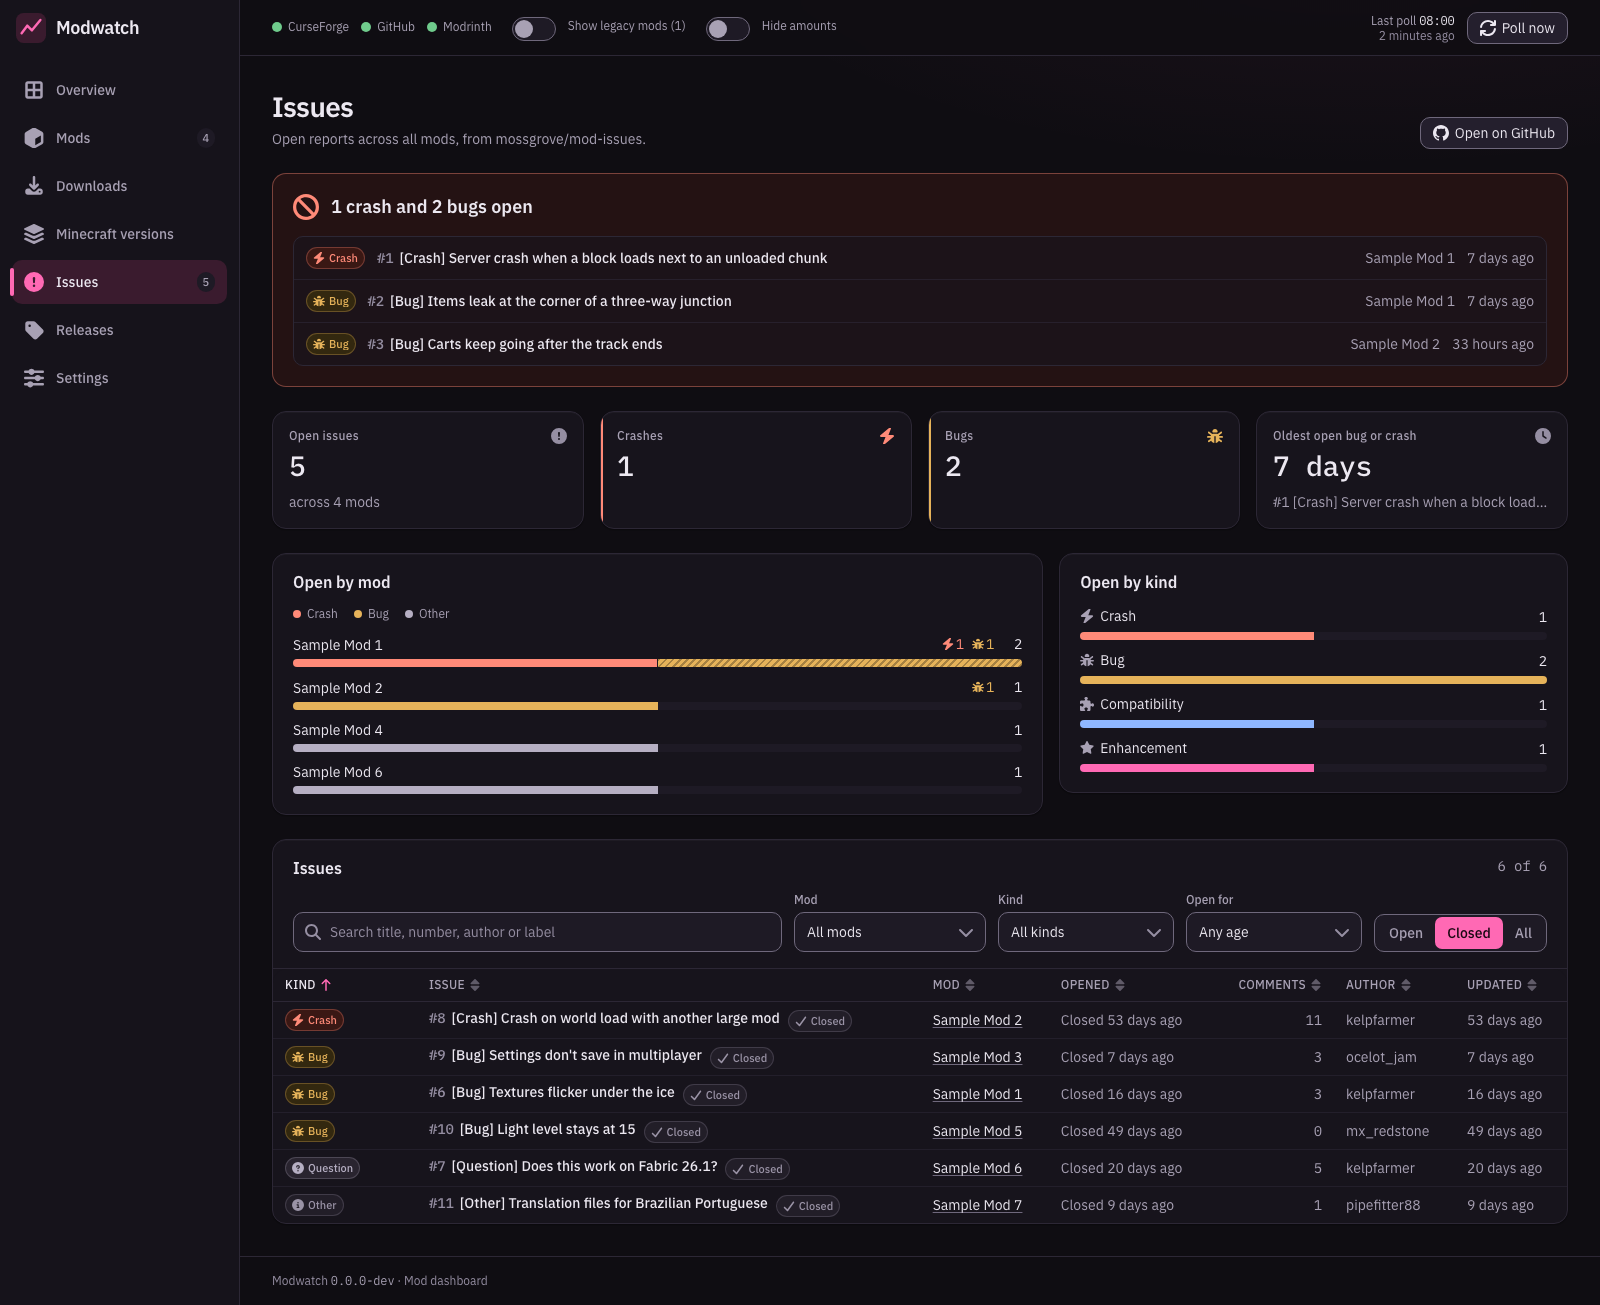 Modwatch
CurseForge GitHub Modrinth Show legacy mods (1) Hide amounts
Last poll 08:00
2 minutes ago
Poll now
Overview
Mods 4
Downloads
Minecraft versions
Issues 5
Releases
Settings
Issues
Open reports across all mods, from mossgrove/mod-issues.
Open on GitHub
1 crash and 2 bugs open
Crash #1 [Crash] Server crash when a block loads next to an unloaded chunk Sample Mod 1 7 days ago
Bug #2 [Bug] Items leak at the corner of a three-way junction Sample Mod 1 7 days ago
Bug #3 [Bug] Carts keep going after the track ends Sample Mod 2 33 hours ago
Open issues
5
across 4 mods
Crashes
1
Bugs
2
Oldest open bug or crash
7 days
#1 [Crash] Server crash when a block load...
Open by mod
Crash Bug Other
Sample Mod 1 1 1 2
Sample Mod 2 1 1
Sample Mod 4 1
Sample Mod 6 1
Open by kind
Crash 1
Bug 2
Compatibility 1
Enhancement 1
Issues 6 of 6
Mod Kind Open for
Search title, number, author or label All mods All kinds Any age Open Closed All
KIND ISSUE MOD OPENED COMMENTS AUTHOR UPDATED
Crash #8 [Crash] Crash on world load with another large mod Closed Sample Mod 2 Closed 53 days ago 11 kelpfarmer 53 days ago
Bug #9 [Bug] Settings don't save in multiplayer Closed Sample Mod 3 Closed 7 days ago 3 ocelot_jam 7 days ago
Bug #6 [Bug] Textures flicker under the ice Closed Sample Mod 1 Closed 16 days ago 3 kelpfarmer 16 days ago
Bug #10 [Bug] Light level stays at 15 Closed Sample Mod 5 Closed 49 days ago 0 mx_redstone 49 days ago
Question #7 [Question] Does this work on Fabric 26.1? Closed Sample Mod 6 Closed 20 days ago 5 kelpfarmer 20 days ago
Other #11 [Other] Translation files for Brazilian Portuguese Closed Sample Mod 7 Closed 9 days ago 1 pipefitter88 9 days ago
Modwatch 0.0.0-dev · Mod dashboard